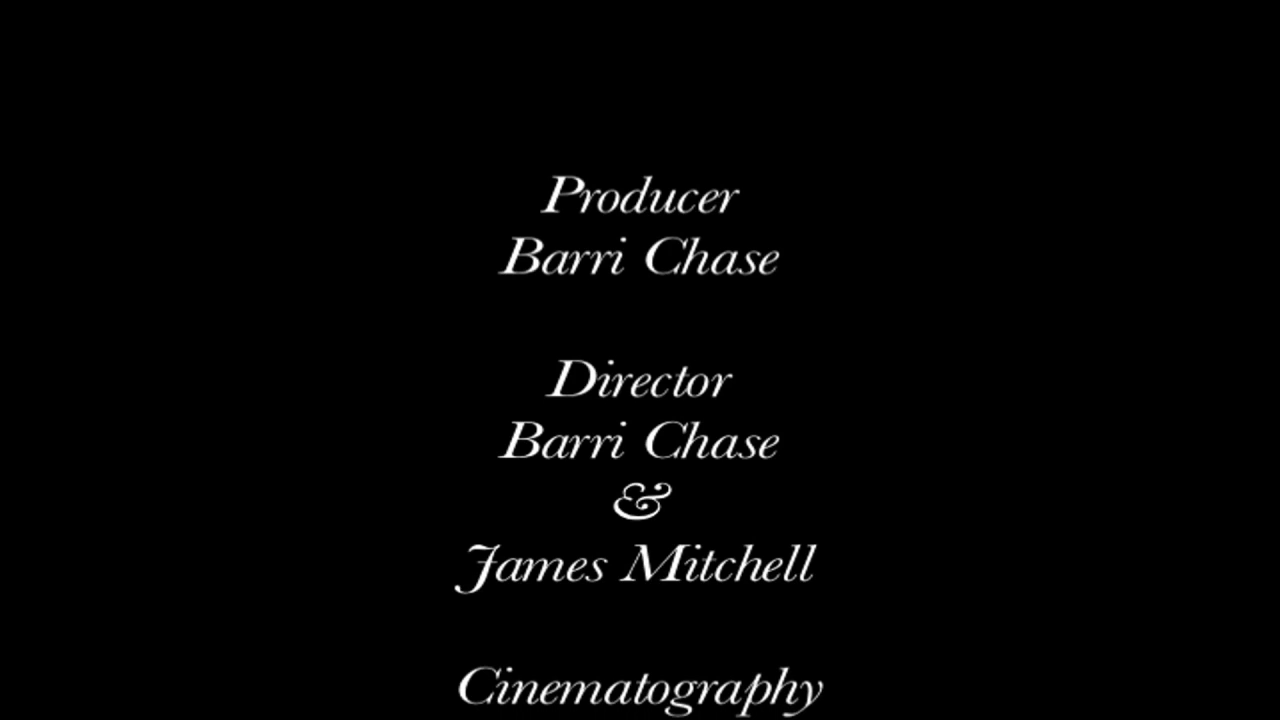 Producer
Barri Chase
Director
Barri Chase
&
James Mitchell
Cinematography